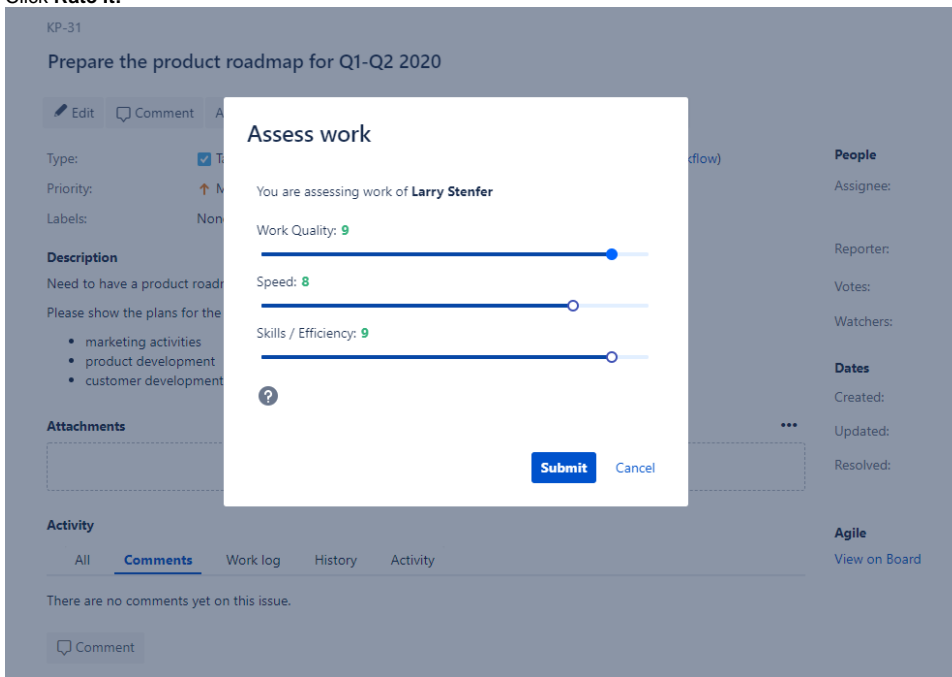 Click Rate it!
KP-31
Prepare the product roadmap for Q1-Q2 2020
Edit Comment A
Assess work
Type: Ta flow) People
Priority: M You are assessing work of Larry Stenfer Assignee:
Labels: Non Work Quality: 9
Description Reporter:
Need to have a product roadm Speed: 8 Votes:
Please show the plans for the Watchers:
• marketing activities Skills / Efficiency: 9
• product development Dates
• customer development ? Created:
Attachments ••• Updated:
Submit Cancel Resolved:
Activity Agile
All Comments Work log History Activity View on Board
There are no comments yet on this issue.
Comment